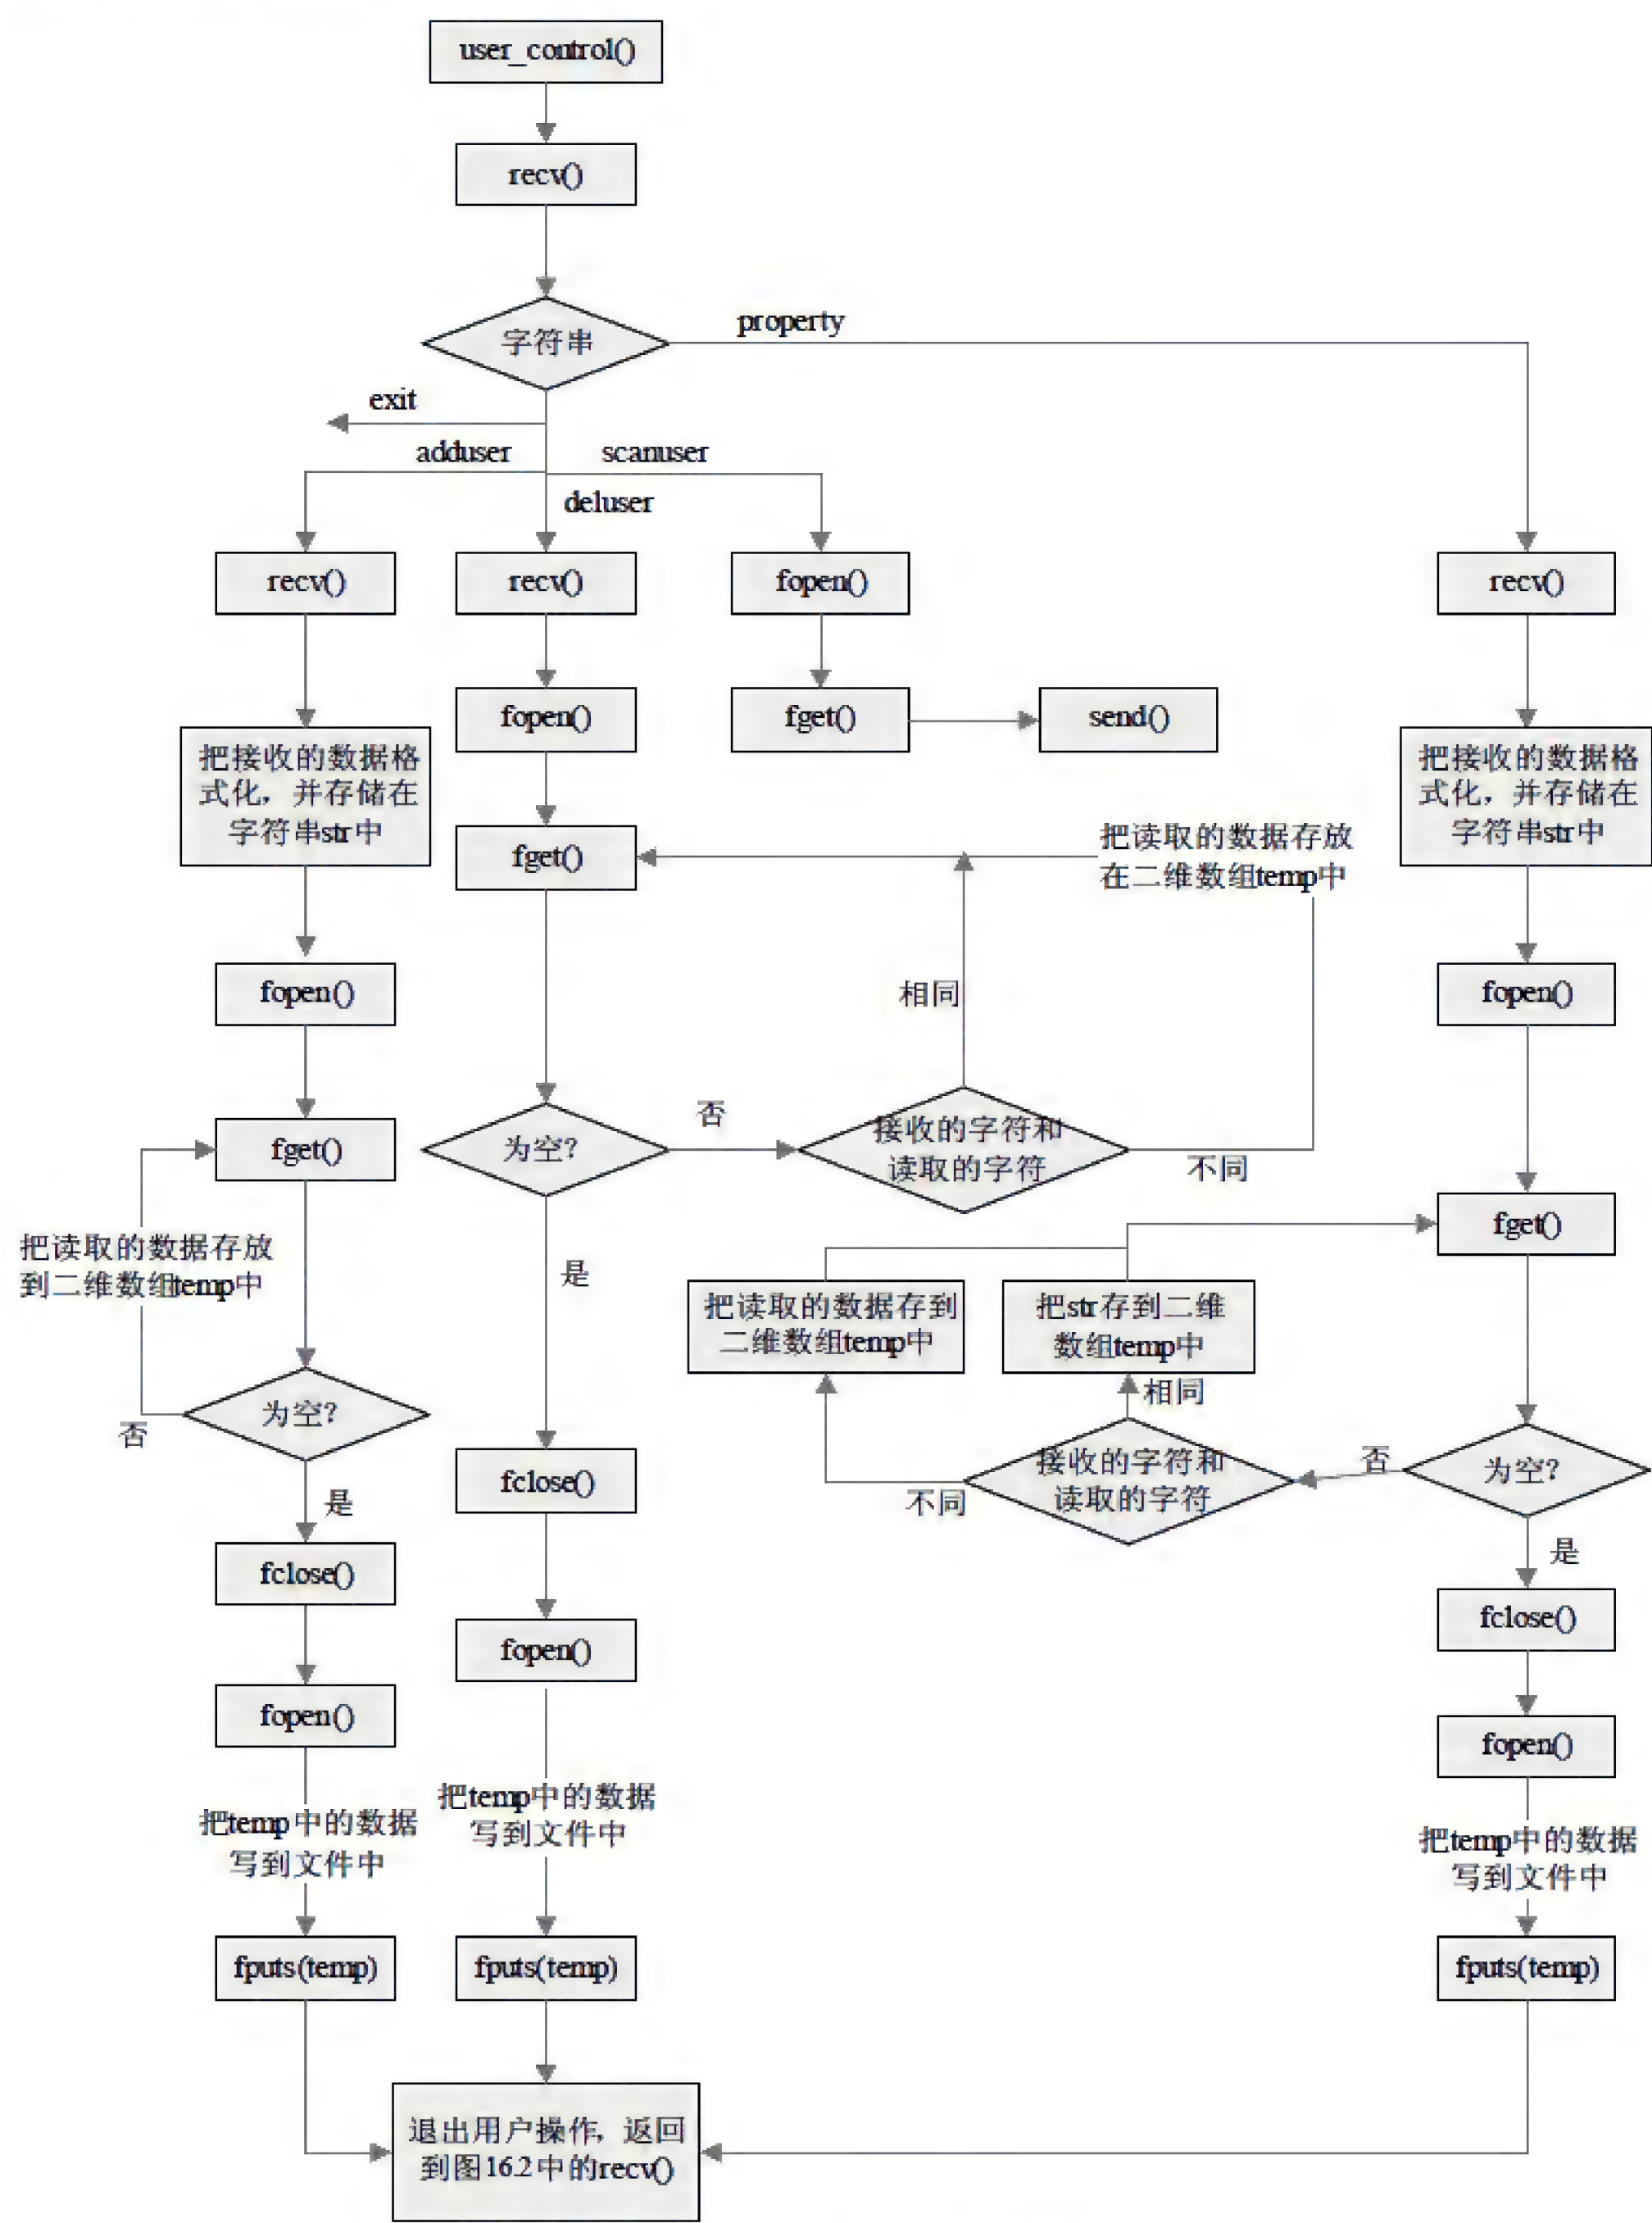 user_control()
recv()
字符串
property
exit
adduser
scanuser
deluser
recv()
recv()
fopen()
recv()
fopen()
fget()
send()
把接收的数据格
式化，并存储在
字符串str中
把接收的数据格
式化，并存储在
字符串str中
fget()
把读取的数据存放
在二维数组temp中
fopen()
相同
fopen()
fget()
为空？
否
接收的字符和
读取的字符
不同
fget()
把读取的数据存放
到二维数组temp中
是
把读取的数据存到
二维数组temp中
把str存到二维
数组temp中
相同
为空？
否
接收的字符和
读取的字符
不同
否
为空？
是
fclose()
是
fclose()
fclose()
fopen()
fopen()
fopen()
把temp中的数据
写到文件中
把temp中的数据
写到文件中
把temp中的数据
写到文件中
fputs(temp)
fputs(temp)
fputs(temp)
退出用户操作，返回
到图16.2中的recv()